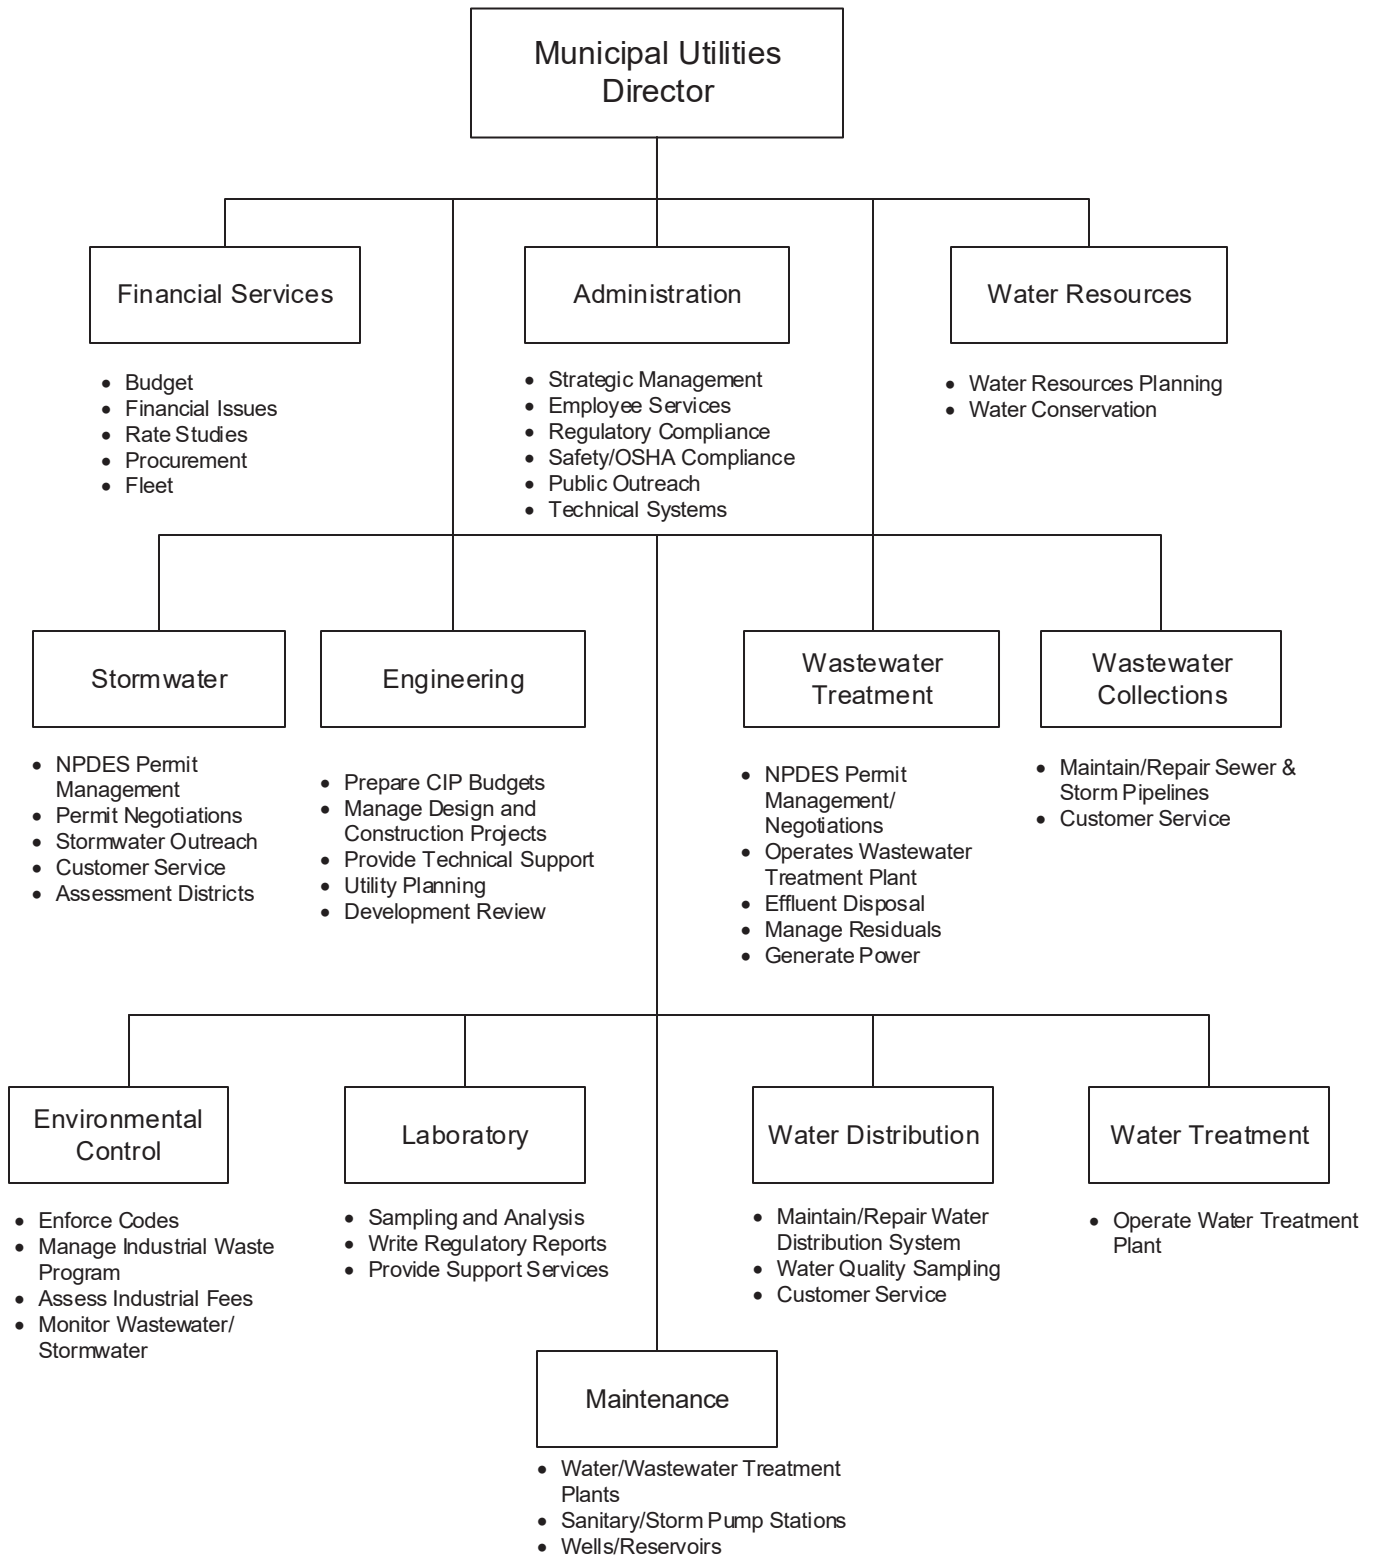 Municipal Utilities
Director
Financial Services
Administration
Water Resources
• Budget
• Financial Issues
• Rate Studies
• Procurement
• Fleet
• Strategic Management
• Employee Services
• Regulatory Compliance
• Safety/OSHA Compliance
• Public Outreach
• Technical Systems
• Water Resources Planning
• Water Conservation
Stormwater
Engineering
Wastewater
Treatment
Wastewater
Collections
• NPDES Permit
Management
• Permit Negotiations
• Stormwater Outreach
• Customer Service
• Assessment Districts
• Prepare CIP Budgets
• Manage Design and
Construction Projects
• Provide Technical Support
• Utility Planning
• Development Review
• NPDES Permit
Management/
Negotiations
• Operates Wastewater
Treatment Plant
• Effluent Disposal
• Manage Residuals
• Generate Power
• Maintain/Repair Sewer &
Storm Pipelines
• Customer Service
Environmental
Control
Laboratory
Water Distribution
Water Treatment
• Enforce Codes
• Manage Industrial Waste
Program
• Assess Industrial Fees
• Monitor Wastewater/
Stormwater
• Sampling and Analysis
• Write Regulatory Reports
• Provide Support Services
• Maintain/Repair Water
Distribution System
• Water Quality Sampling
• Customer Service
• Operate Water Treatment
Plant
Maintenance
• Water/Wastewater Treatment
Plants
• Sanitary/Storm Pump Stations
• Wells/Reservoirs